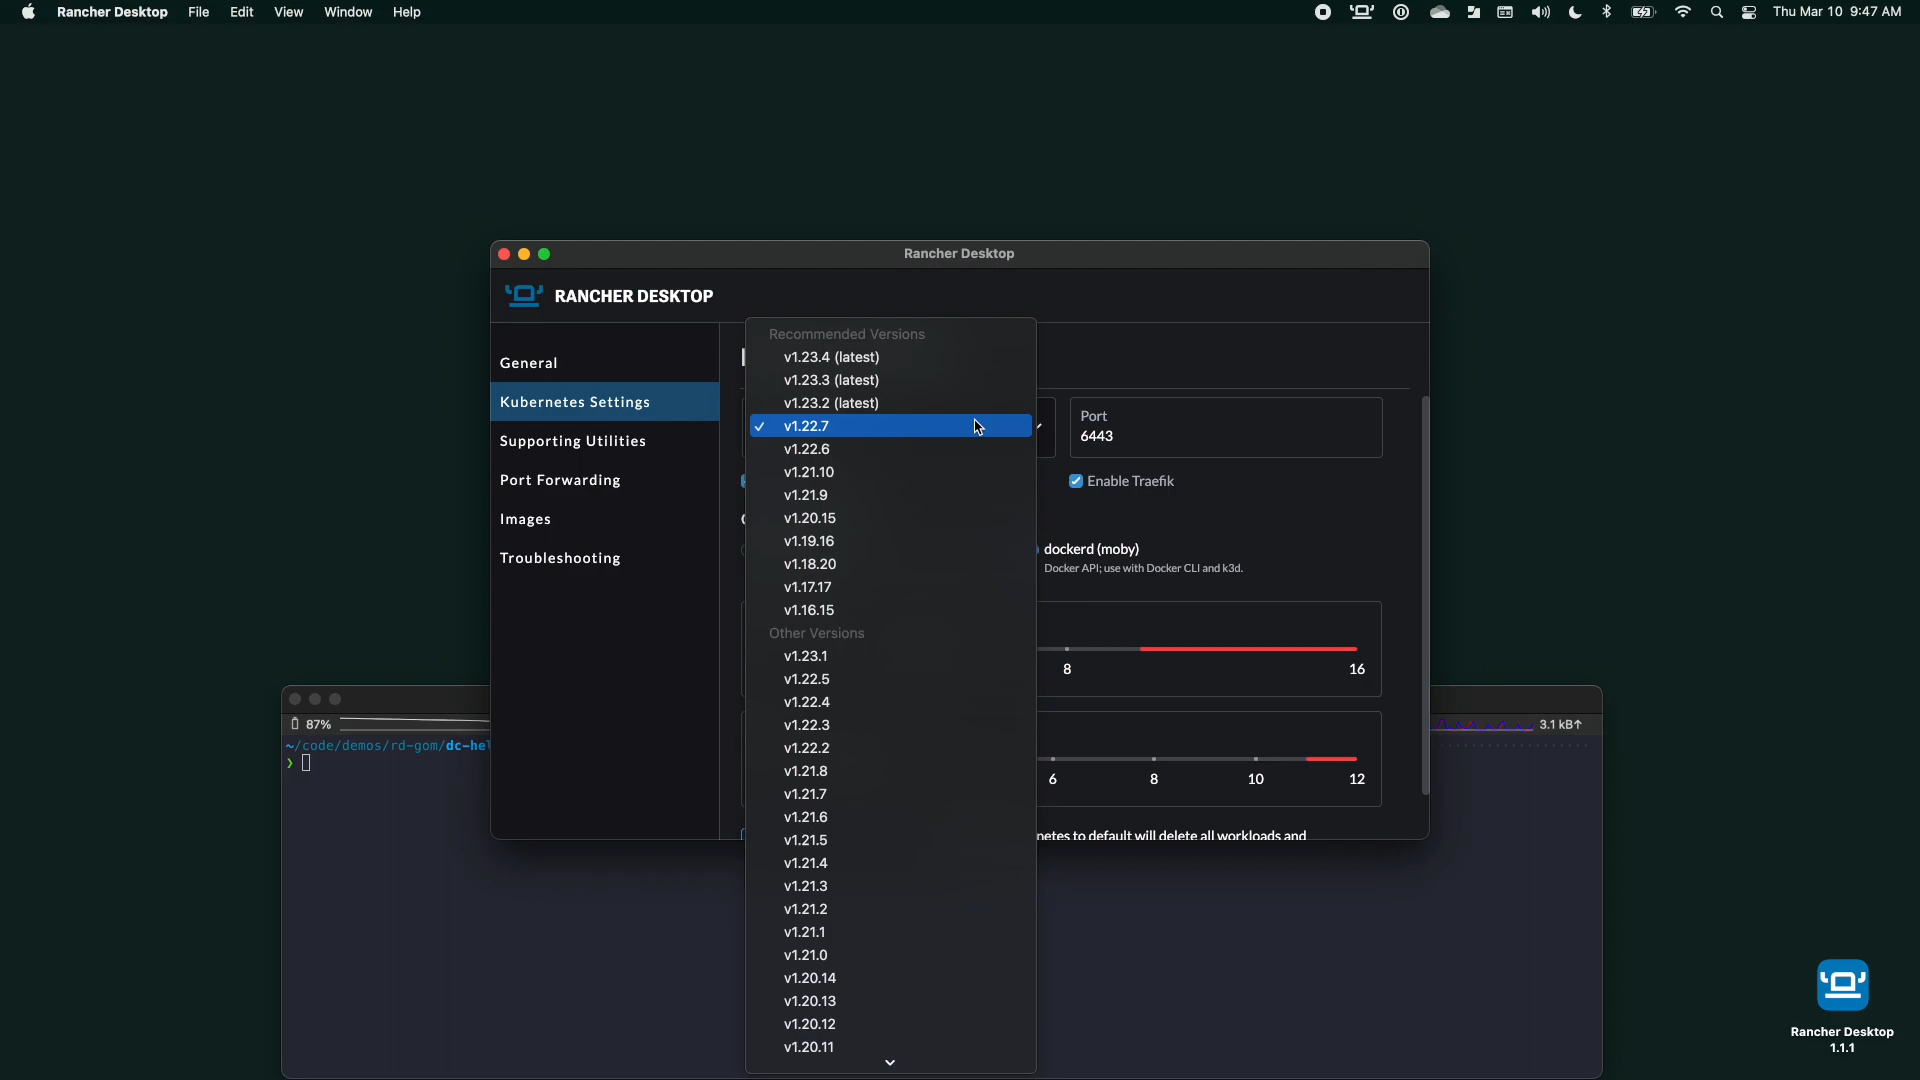 Rancher Desktop File Edit View Window Help
Thu Mar 10 9:47 AM
Rancher Desktop
RANCHER DESKTOP
General
Kubernetes Settings
Supporting Utilities
Port Forwarding
Images
Troubleshooting
Recommended Versions
v1.23.4 (latest)
v1.23.3 (latest)
v1.23.2 (latest)
✓ v1.22.7
v1.22.6
v1.21.10
v1.21.9
v1.20.15
v1.19.16
v1.18.20
v1.17.17
v1.16.15
Other Versions
v1.23.1
v1.22.5
v1.22.4
v1.22.3
v1.22.2
v1.21.8
v1.21.7
v1.21.6
v1.21.5
v1.21.4
v1.21.3
v1.21.2
v1.21.1
v1.21.0
v1.20.14
v1.20.13
v1.20.12
v1.20.11
Port
6443
Enable Traefik
dockerd (moby)
Docker API; use with Docker CLI and k3d.
8 16
6 8 10 12
netes to default will delete all workloads and
87%
3.1 kB↑
~/code/demos/rd-gom/dc-hel
❯
Rancher Desktop
1.1.1